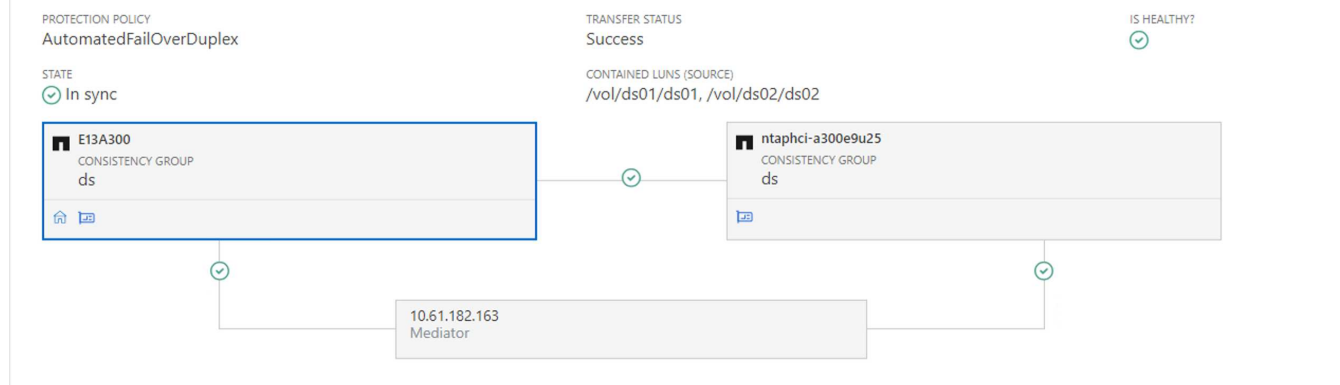 PROTECTION POLICY
AutomatedFailOverDuplex
TRANSFER STATUS
Success
IS HEALTHY?
STATE
In sync
CONTAINED LUNS (SOURCE)
/vol/ds01/ds01, /vol/ds02/ds02
E13A300
CONSISTENCY GROUP
ds
ntaphci-a300e9u25
CONSISTENCY GROUP
ds
10.61.182.163
Mediator